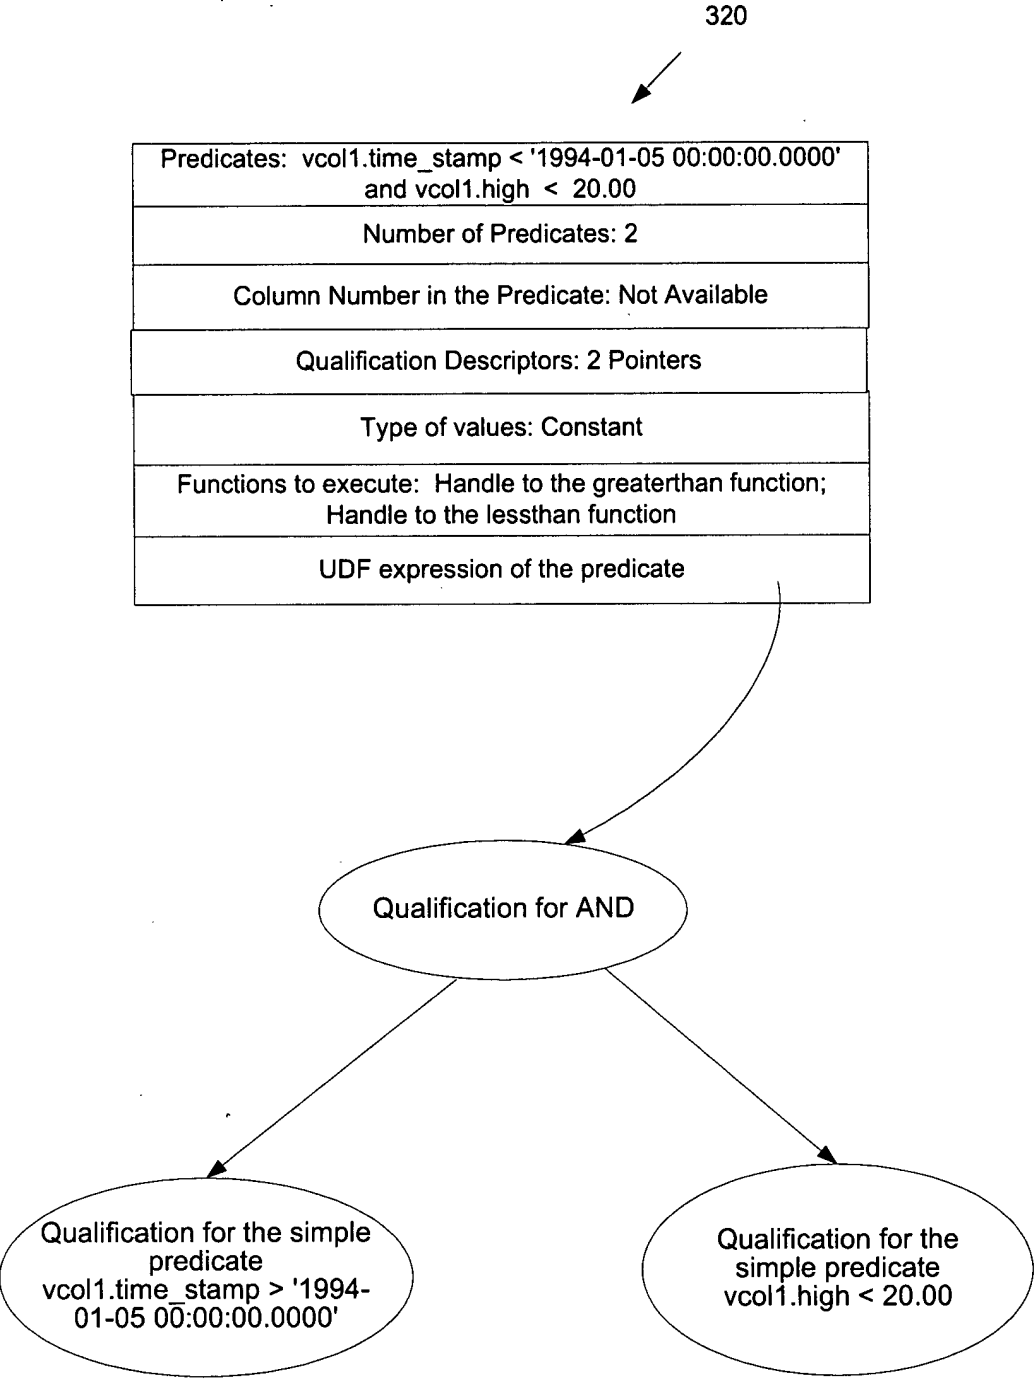 320
Predicates: vcol1.time_stamp < '1994-01-05 00:00:00.0000'
and vcol1.high < 20.00
Number of Predicates: 2
Column Number in the Predicate: Not Available
Qualification Descriptors: 2 Pointers
Type of values: Constant
Functions to execute: Handle to the greaterthan function;
Handle to the lessthan function
UDF expression of the predicate
Qualification for AND
Qualification for the simple
predicate
vcol1.time_stamp > '1994-
01-05 00:00:00.0000'
Qualification for the
simple predicate
vcol1.high < 20.00